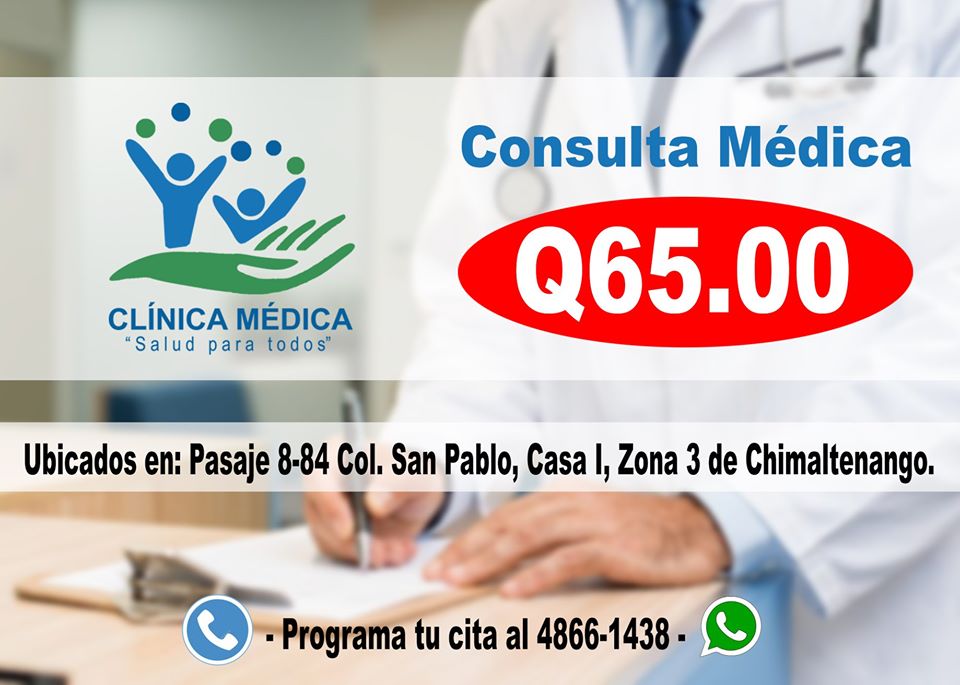 CLÍNICA MÉDICA
“Salud para todos”
Consulta Médica
Q65.00
Ubicados en: Pasaje 8-84 Col. San Pablo, Casa I, Zona 3 de Chimaltenango.
- Programa tu cita al 4866-1438 -